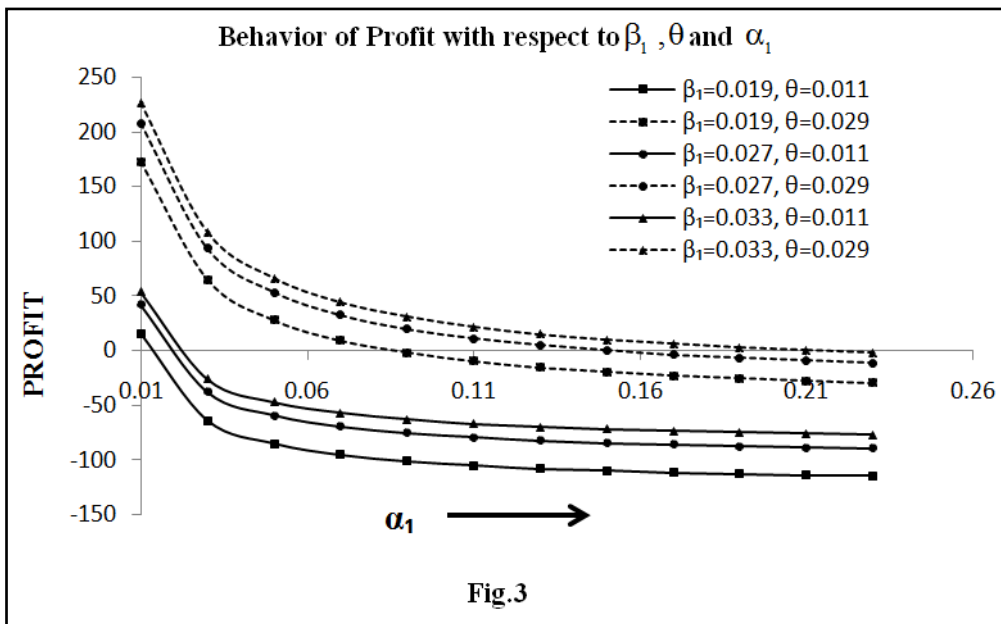 Behavior of Profit with respect to β₁ , θ and α₁
250
200
150
100
50
0
-50
-100
-150
PROFIT
β₁=0.019, θ=0.011
β₁=0.019, θ=0.029
β₁=0.027, θ=0.011
β₁=0.027, θ=0.029
β₁=0.033, θ=0.011
β₁=0.033, θ=0.029
0.01 0.06 0.11 0.16 0.21 0.26
α₁
Fig.3